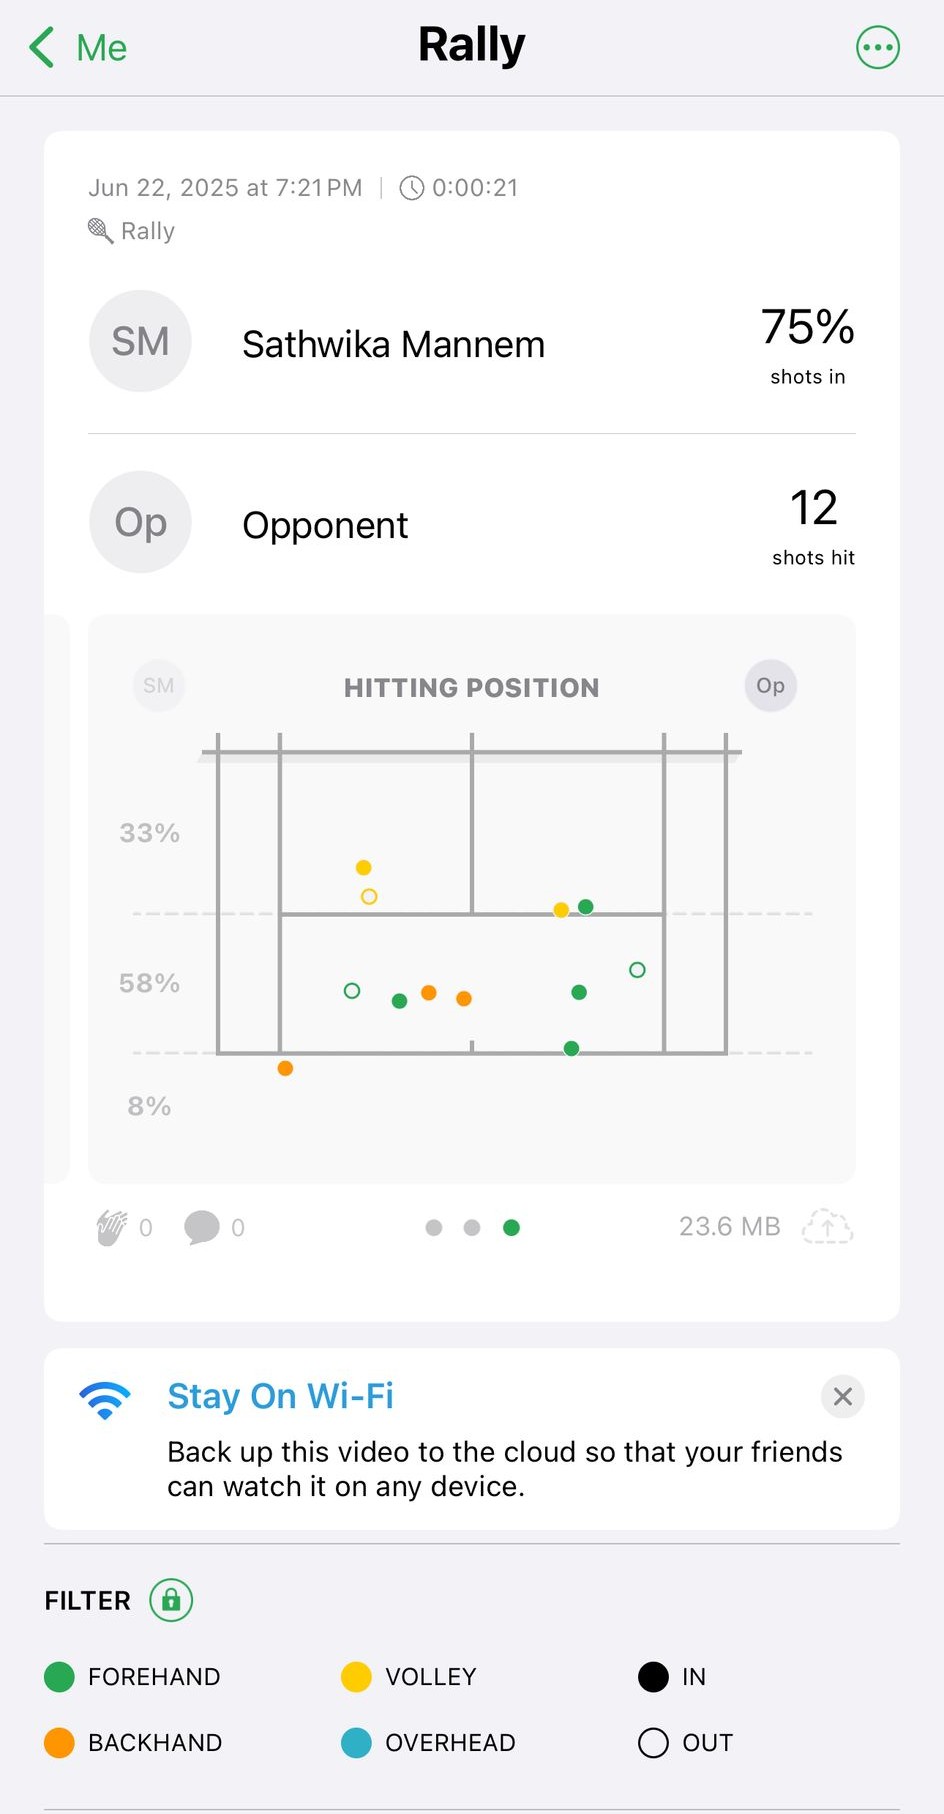 Me
Rally
Jun 22, 2025 at 7:21 PM | 0:00:21
Rally
SM
Sathwika Mannem
75%
shots in
Op
Opponent
12
shots hit
SM
HITTING POSITION
Op
33%
58%
8%
0
0
23.6 MB
Stay On Wi-Fi
Back up this video to the cloud so that your friends
can watch it on any device.
FILTER
FOREHAND
VOLLEY
IN
BACKHAND
OVERHEAD
OUT